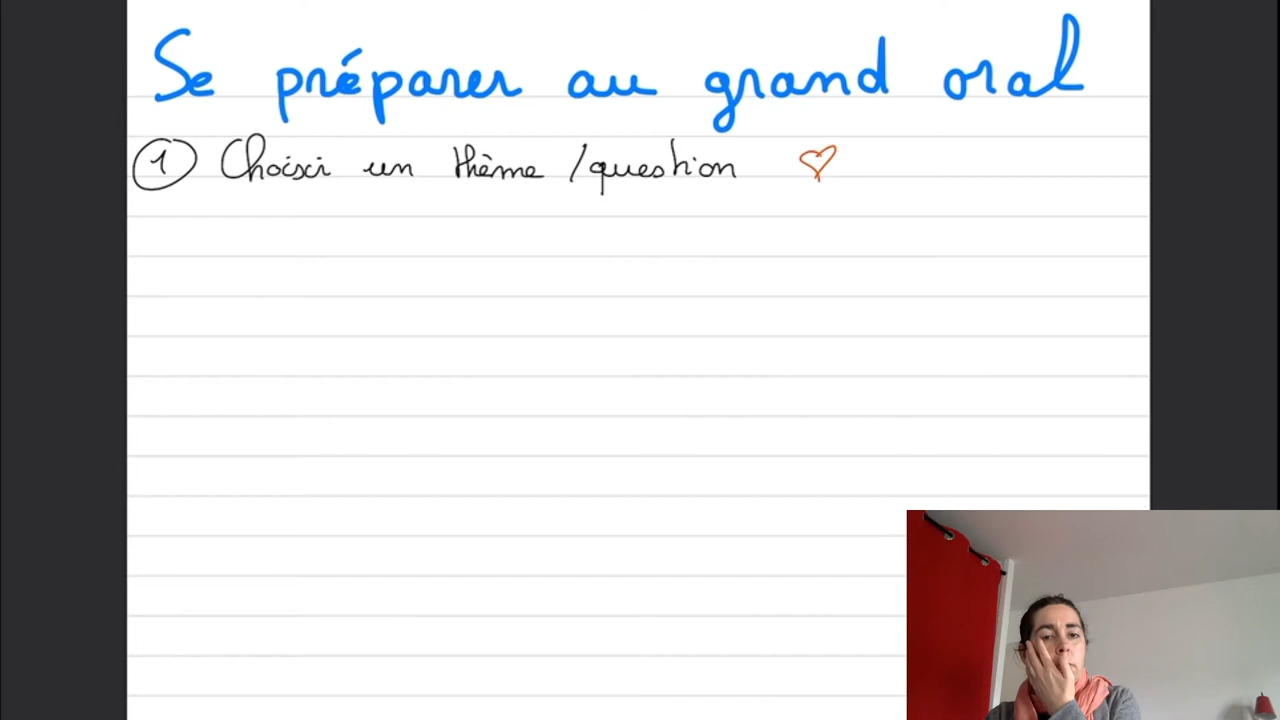 Se préparer au grand oral
① Choisir un thème /question ♡